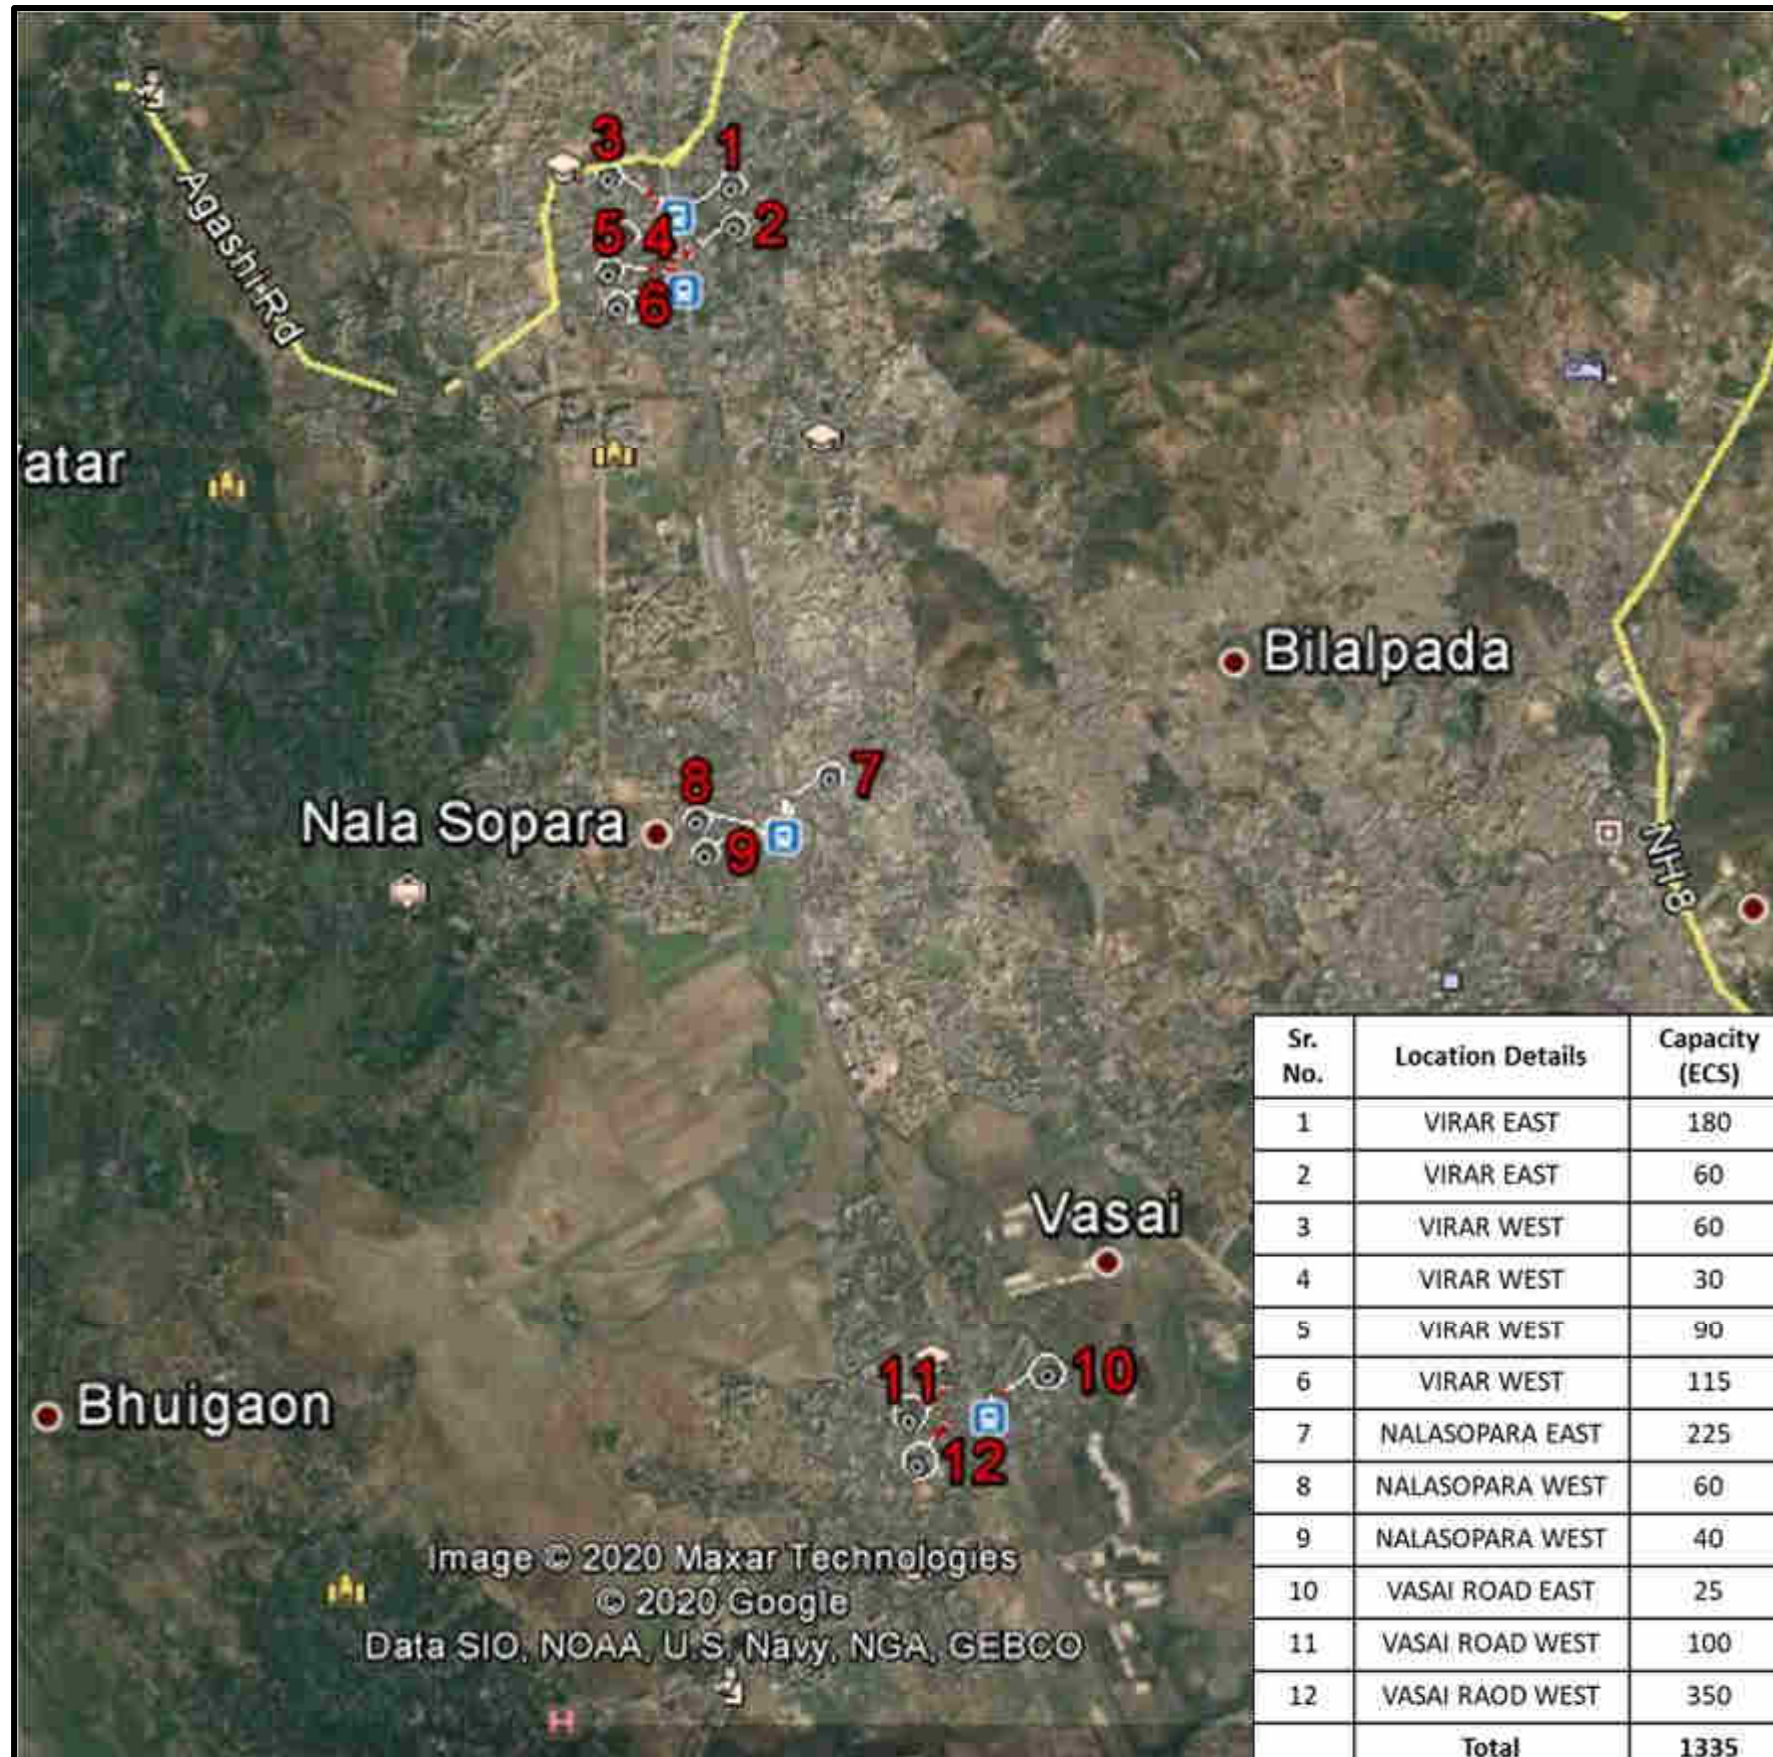 3
1
5
4
2
6
Agashi Rd
atar
Bilalpada
7
8
Nala Sopara
9
NH 8
Vasai
11
10
Bhuigaon
12
Image © 2020 Maxar Technologies
© 2020 Google
Data SIO, NOAA, U.S. Navy, NGA, GEBCO
H
Sr. No. Location Details Capacity (ECS)
1 VIRAR EAST 180
2 VIRAR EAST 60
3 VIRAR WEST 60
4 VIRAR WEST 30
5 VIRAR WEST 90
6 VIRAR WEST 115
7 NALASOPARA EAST 225
8 NALASOPARA WEST 60
9 NALASOPARA WEST 40
10 VASAI ROAD EAST 25
11 VASAI ROAD WEST 100
12 VASAI RAOD WEST 350
Total 1335